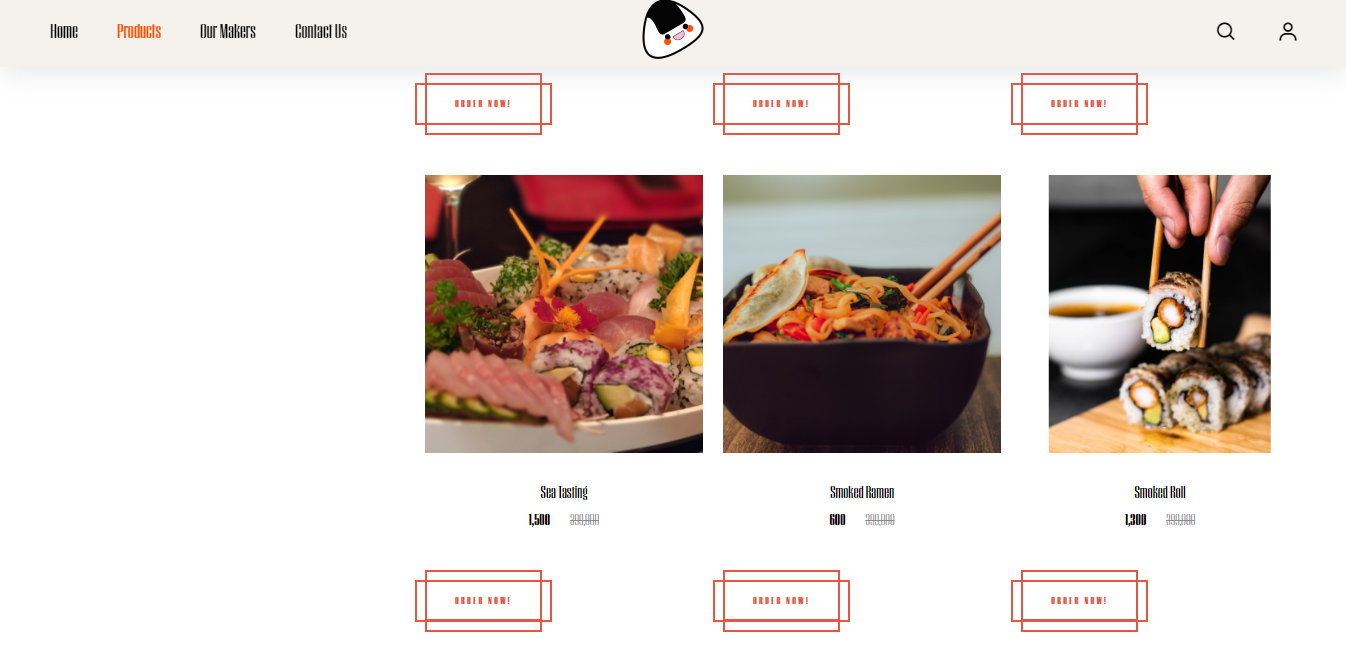 Home Products Our Makers Contact Us
ORDER NOW! ORDER NOW! ORDER NOW!
Sea Tasting Smoked Ramen Smoked Roll
1,500 399,000 600 399,000 1,300 399,000
ORDER NOW! ORDER NOW! ORDER NOW!